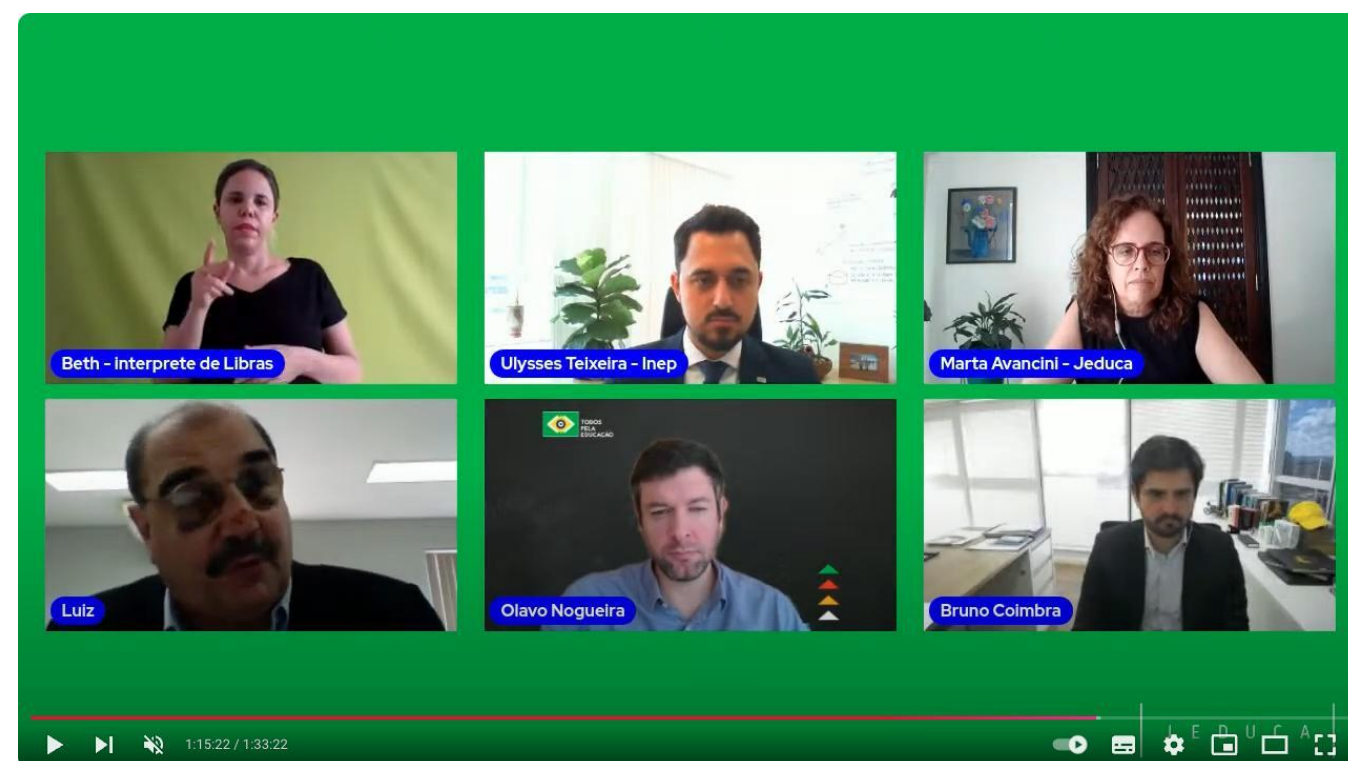 Beth - interprete de Libras
Ulysses Teixeira - Inep
Marta Avancini - Jeduca
TODOS
PELA
EDUCAÇÃO
Luiz
Olavo Nogueira
Bruno Coimbra
JEDUCA
1:15:22 / 1:33:22